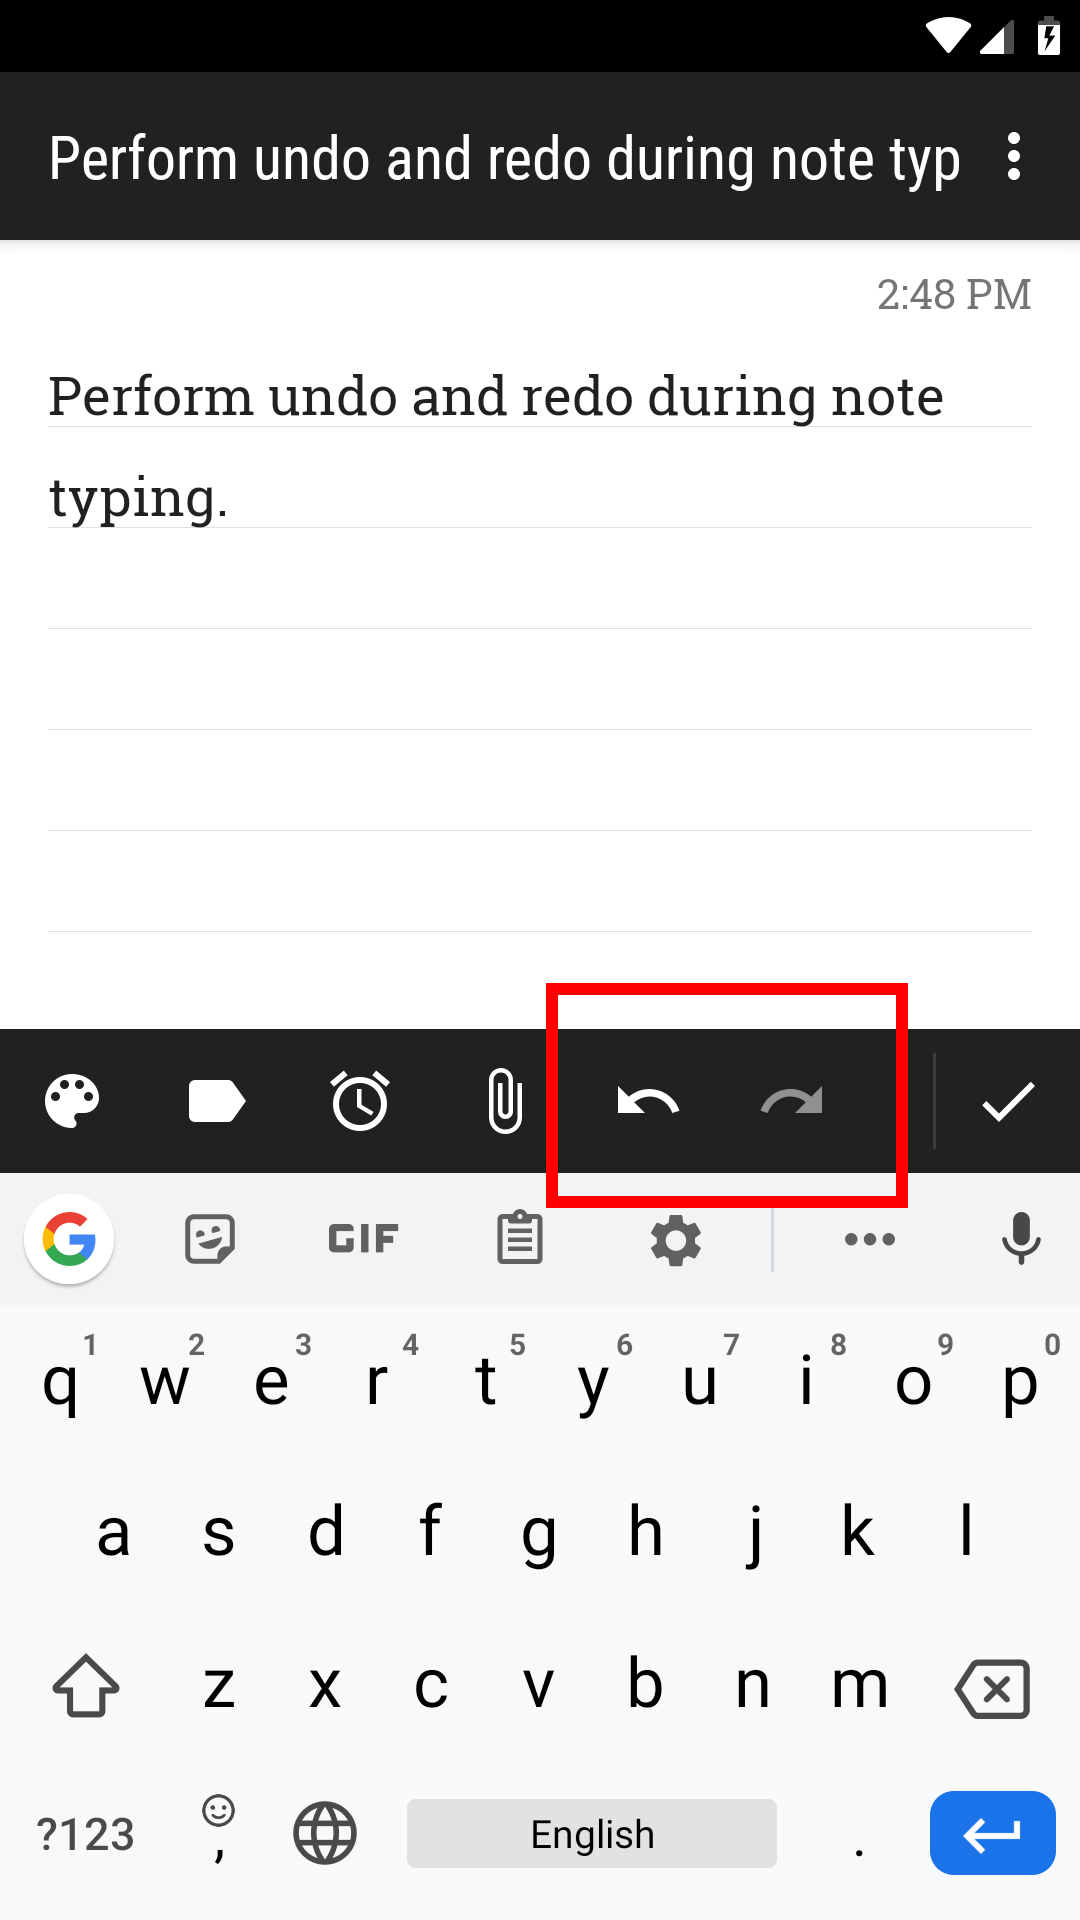 Perform undo and redo during note typ
2:48 PM
Perform undo and redo during note
typing.
GIF
1 2 3 4 5 6 7 8 9 0
q w e r t y u i o p
a s d f g h j k l
z x c v b n m
?123 , English .